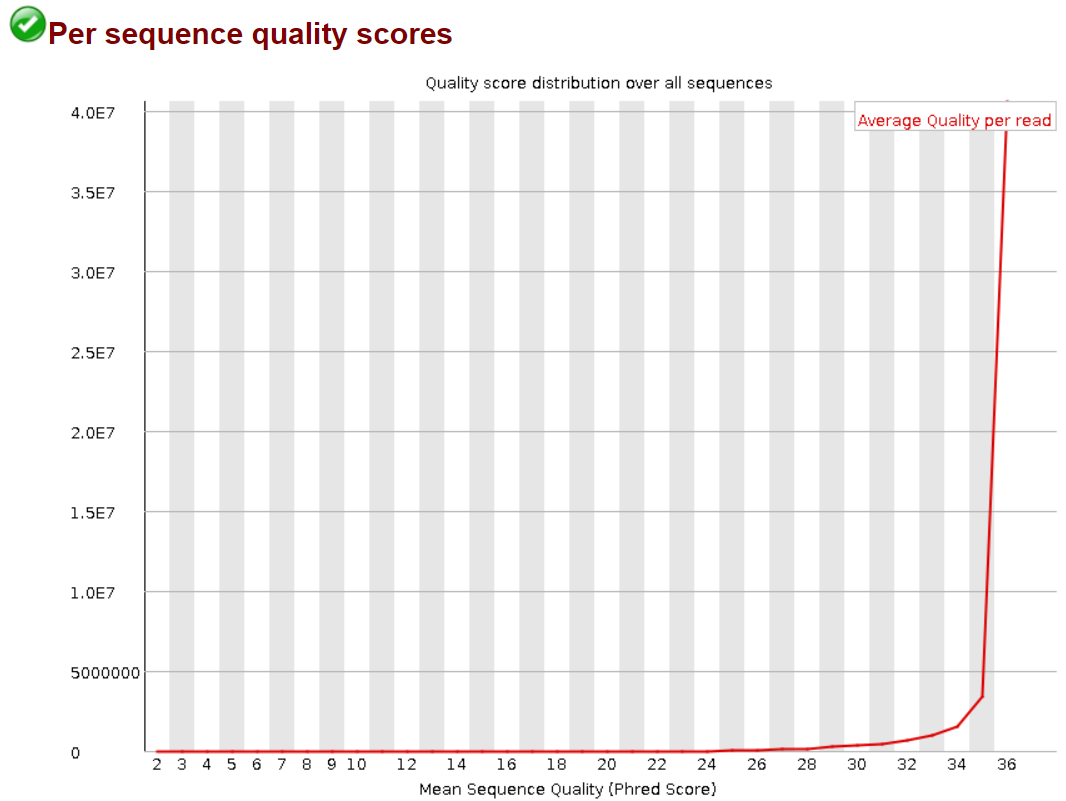 Per sequence quality scores
Quality score distribution over all sequences
Average Quality per read
4.0E7
3.5E7
3.0E7
2.5E7
2.0E7
1.5E7
1.0E7
5000000
0
2 3 4 5 6 7 8 9 10 12 14 16 18 20 22 24 26 28 30 32 34 36
Mean Sequence Quality (Phred Score)